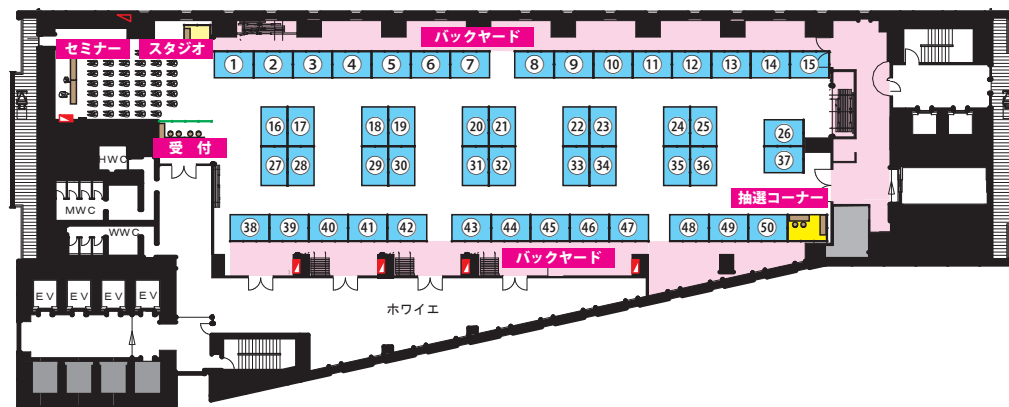 バックヤード
セミナー
スタジオ
1 2 3 4 5 6 7
8 9 10 11 12 13 14 15
16 17 18 19 20 21 22 23 24 25 26
受 付
27 28 29 30 31 32 33 34 35 36 37
HWC
MWC
WWC
抽選コーナー
38 39 40 41 42 43 44 45 46 47 48 49 50
バックヤード
EV EV EV EV
ホワイエ